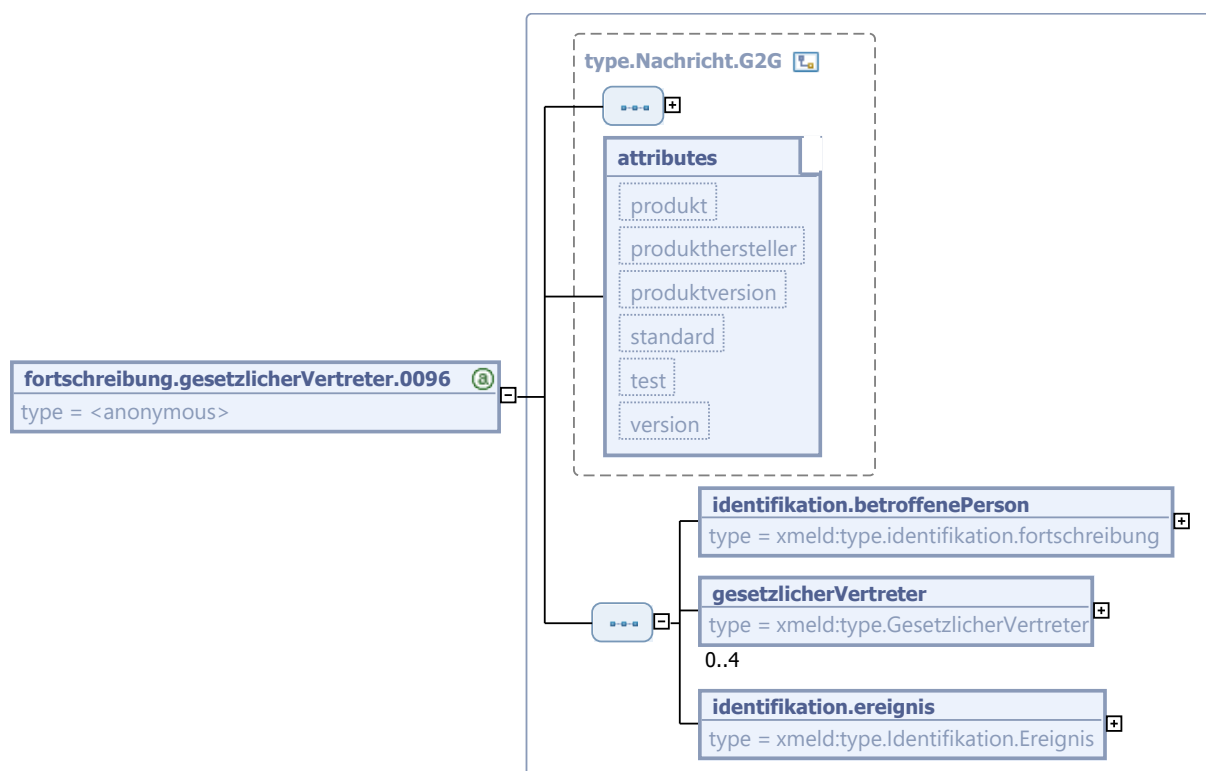 type.Nachricht.G2G
attributes
produkt
produkthersteller
produktversion
standard
test
version
fortschreibung.gesetzlicherVertreter.0096 a
type = <anonymous>
identifikation.betroffenePerson
type = xmeld:type.identifikation.fortschreibung
gesetzlicherVertreter
type = xmeld:type.GesetzlicherVertreter
0..4
identifikation.ereignis
type = xmeld:type.Identifikation.Ereignis